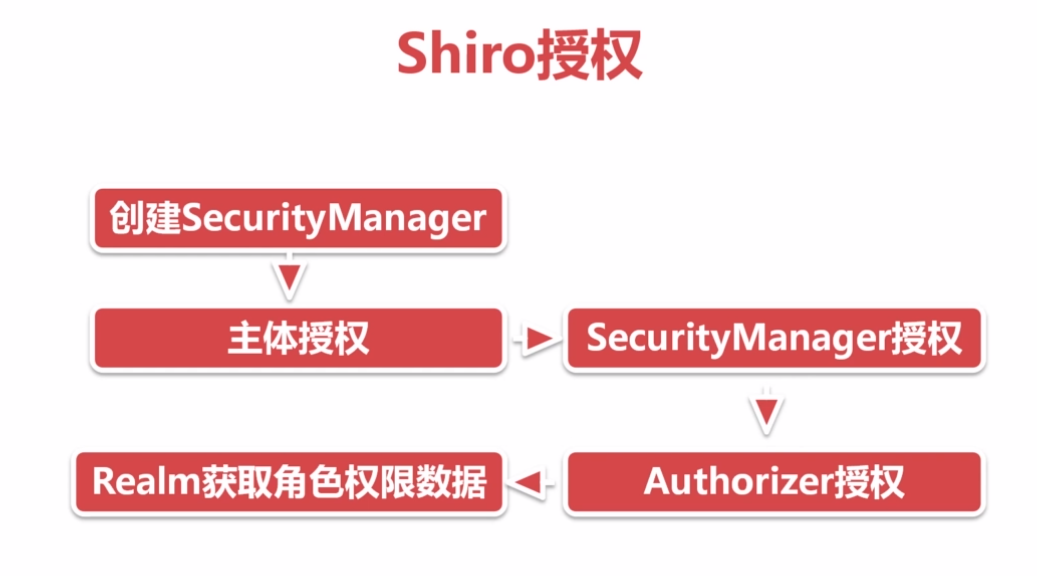 Shiro授权
创建SecurityManager
主体授权
SecurityManager授权
Authorizer授权
Realm获取角色权限数据